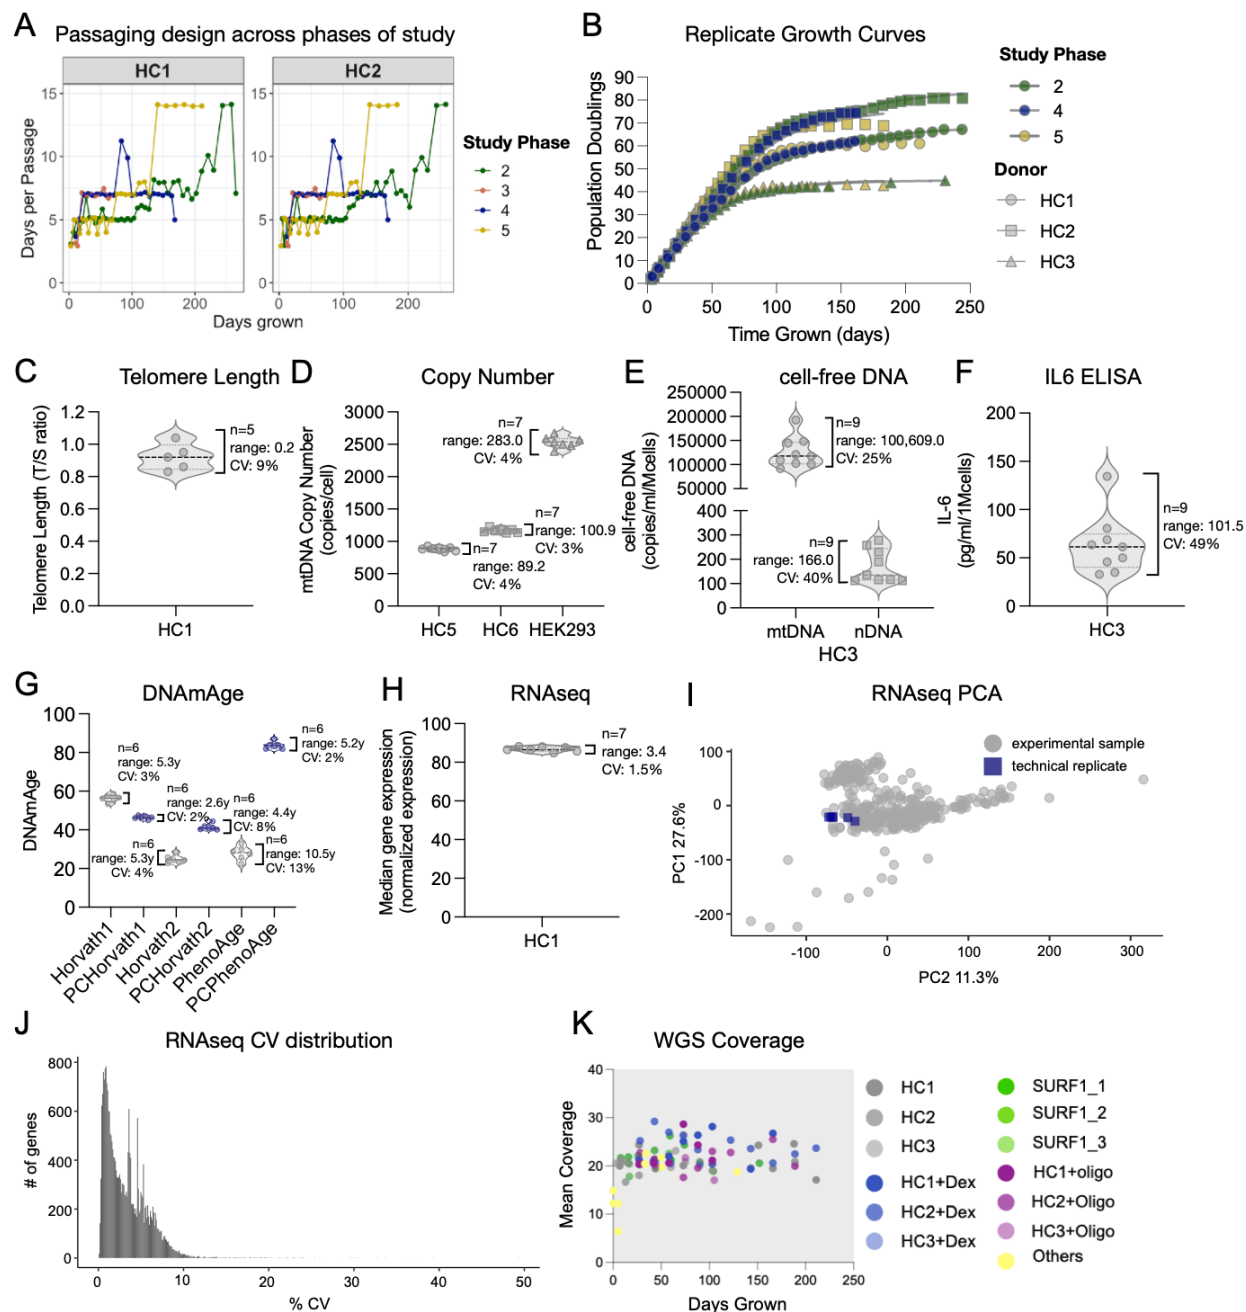 A
Passaging design across phases of study
HC1
HC2
15
10
5
0
Days per Passage
0
100
200
0
100
200
Days grown
Study Phase
2
3
4
5
B
Replicate Growth Curves
90
80
70
60
50
40
30
20
10
0
Population Doublings
0
50
100
150
200
250
Time Grown (days)
Study Phase
2
4
5
Donor
HC1
HC2
HC3
C
Telomere Length
1.2
1.0
0.8
0.6
0.4
0.2
0.0
Telomere Length (T/S ratio)
n=5
range: 0.2
CV: 9%
HC1
D
Copy Number
3000
2500
2000
1500
1000
500
0
mtDNA Copy Number
(copies/cell)
n=7
range: 283.0
CV: 4%
n=7
range: 100.9
CV: 3%
n=7
range: 89.2
CV: 4%
HC5
HC6
HEK293
E
cell-free DNA
250000
200000
150000
100000
50000
400
300
200
100
0
cell-free DNA
(copies/ml/Mcells)
n=9
range: 100,609.0
CV: 25%
n=9
range: 166.0
CV: 40%
mtDNA
nDNA
HC3
F
IL6 ELISA
200
150
100
50
0
IL-6
(pg/ml/1Mcells)
n=9
range: 101.5
CV: 49%
HC3
G
DNAmAge
100
80
60
40
20
0
DNAmAge
n=6
range: 5.3y
CV: 3%
n=6
range: 2.6y
CV: 2%
n=6
range: 5.3y
CV: 4%
n=6
range: 4.4y
CV: 8%
n=6
range: 10.5y
CV: 13%
n=6
range: 5.2y
CV: 2%
Horvath1
PCHorvath1
Horvath2
PCHorvath2
PhenoAge
PCPhenoAge
H
RNAseq
100
80
60
40
20
0
Median gene expression
(normalized expression)
n=7
range: 3.4
CV: 1.5%
HC1
I
RNAseq PCA
experimental sample
technical replicate
100
0
-100
-200
PC1 27.6%
-100
0
100
200
300
PC2 11.3%
J
RNAseq CV distribution
800
600
400
200
0
# of genes
0
10
20
30
40
50
% CV
K
WGS Coverage
40
30
20
10
0
Mean Coverage
0
50
100
150
200
250
Days Grown
HC1
HC2
HC3
HC1+Dex
HC2+Dex
HC3+Dex
SURF1_1
SURF1_2
SURF1_3
HC1+oligo
HC2+Oligo
HC3+Oligo
Others